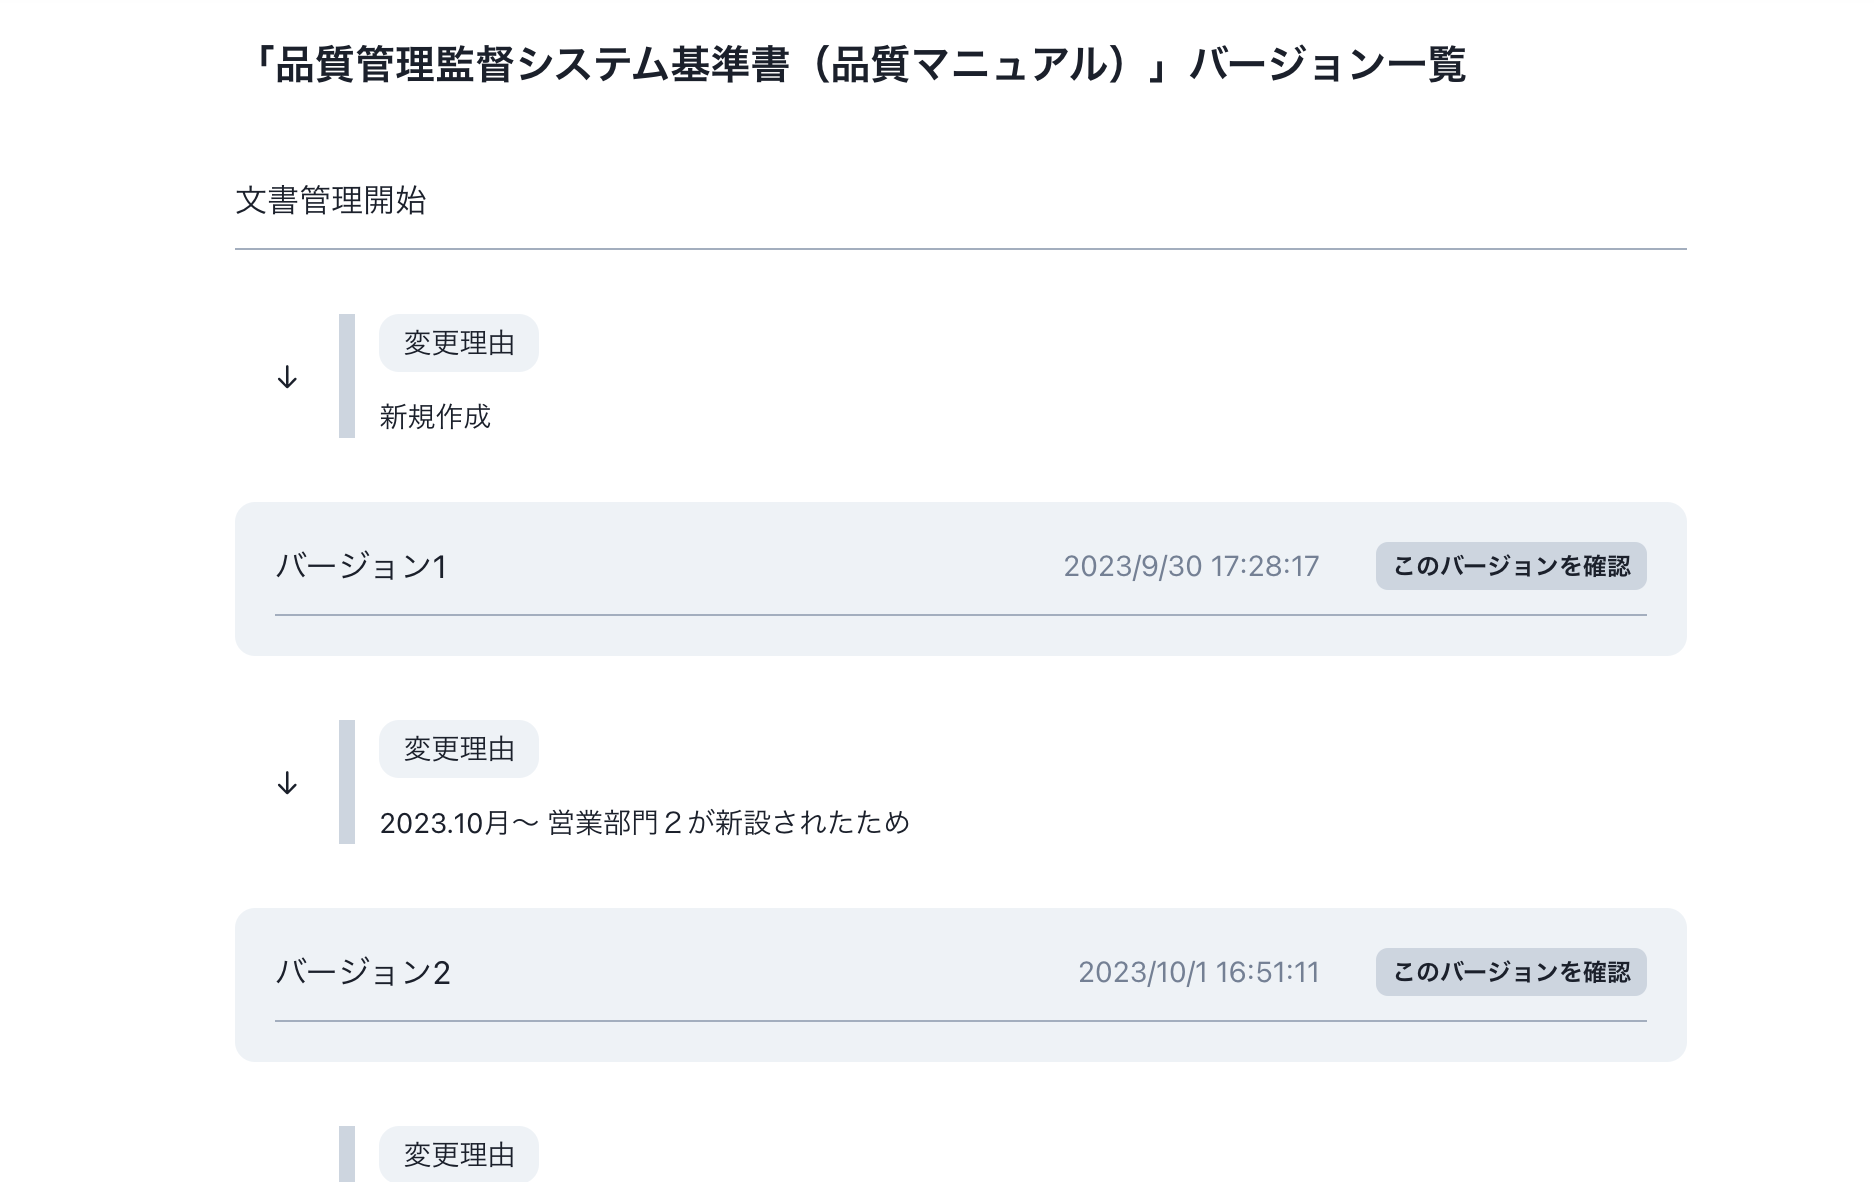 「品質管理監督システム基準書（品質マニュアル）」バージョン一覧
文書管理開始
変更理由
↓
新規作成
バージョン1 2023/9/30 17:28:17 このバージョンを確認
変更理由
↓
2023.10月〜 営業部門２が新設されたため
バージョン2 2023/10/1 16:51:11 このバージョンを確認
変更理由